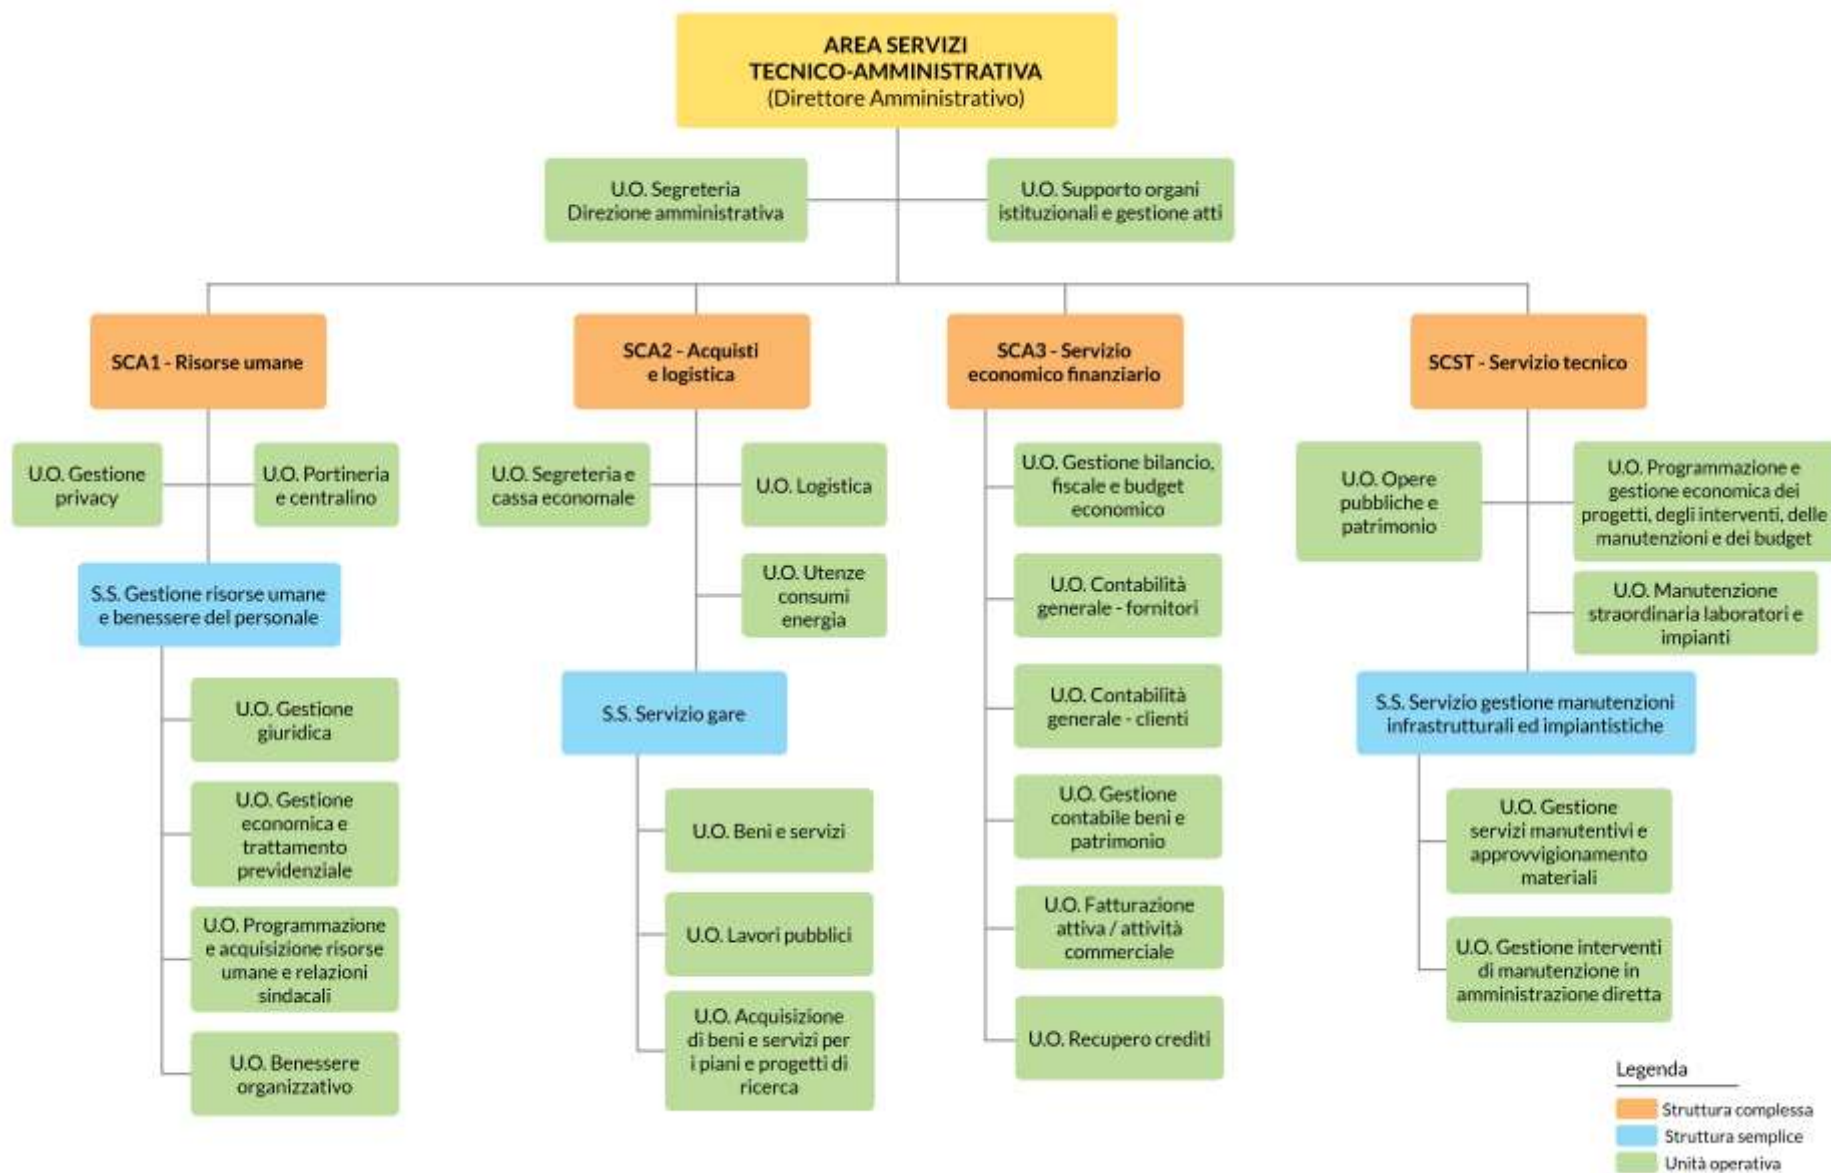 AREA SERVIZI
TECNICO-AMMINISTRATIVA
(Direttore Amministrativo)
U.O. Segreteria
Direzione amministrativa
U.O. Supporto organi
istituzionali e gestione atti
SCA1 - Risorse umane
SCA2 - Acquisti
e logistica
SCA3 - Servizio
economico finanziario
SCST - Servizio tecnico
U.O. Gestione
privacy
U.O. Portineria
e centralino
S.S. Gestione risorse umane
e benessere del personale
U.O. Gestione
giuridica
U.O. Gestione
economica e
trattamento
previdenziale
U.O. Programmazione
e acquisizione risorse
umane e relazioni
sindacali
U.O. Benessere
organizzativo
U.O. Segreteria e
cassa economale
U.O. Logistica
U.O. Utenze
consumi
energia
S.S. Servizio gare
U.O. Beni e servizi
U.O. Lavori pubblici
U.O. Acquisizione
di beni e servizi per
i piani e progetti di
ricerca
U.O. Gestione bilancio,
fiscale e budget
economico
U.O. Contabilità
generale - fornitori
U.O. Contabilità
generale - clienti
U.O. Gestione
contabile beni e
patrimonio
U.O. Fatturazione
attiva / attività
commerciale
U.O. Recupero crediti
U.O. Opere
pubbliche e
patrimonio
U.O. Programmazione e
gestione economica dei
progetti, degli interventi, delle
manutenzioni e dei budget
U.O. Manutenzione
straordinaria laboratori e
impianti
S.S. Servizio gestione manutenzioni
infrastrutturali ed impiantistiche
U.O. Gestione
servizi manutentivi e
approvvigionamento
materiali
U.O. Gestione interventi
di manutenzione in
amministrazione diretta
Legenda
Struttura complessa
Struttura semplice
Unità operativa